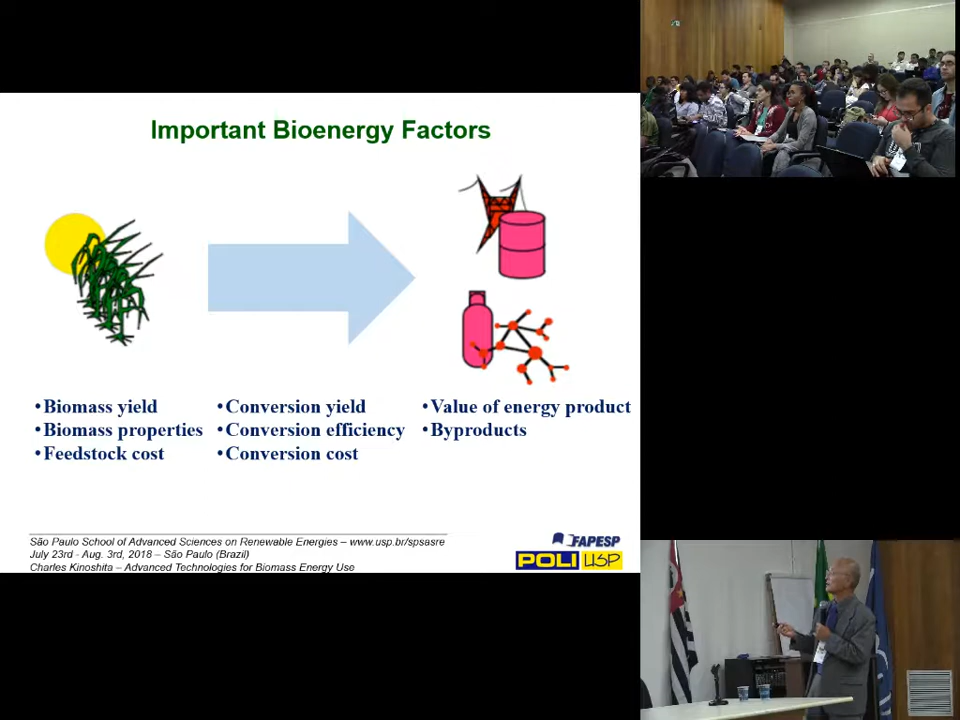 Important Bioenergy Factors
•Biomass yield
•Biomass properties
•Feedstock cost
•Conversion yield
•Conversion efficiency
•Conversion cost
•Value of energy product
•Byproducts
São Paulo School of Advanced Sciences on Renewable Energies – www.usp.br/spsasre
July 23rd - Aug. 3rd, 2018 – São Paulo (Brazil)
Charles Kinoshita – Advanced Technologies for Biomass Energy Use
FAPESP
POLI USP